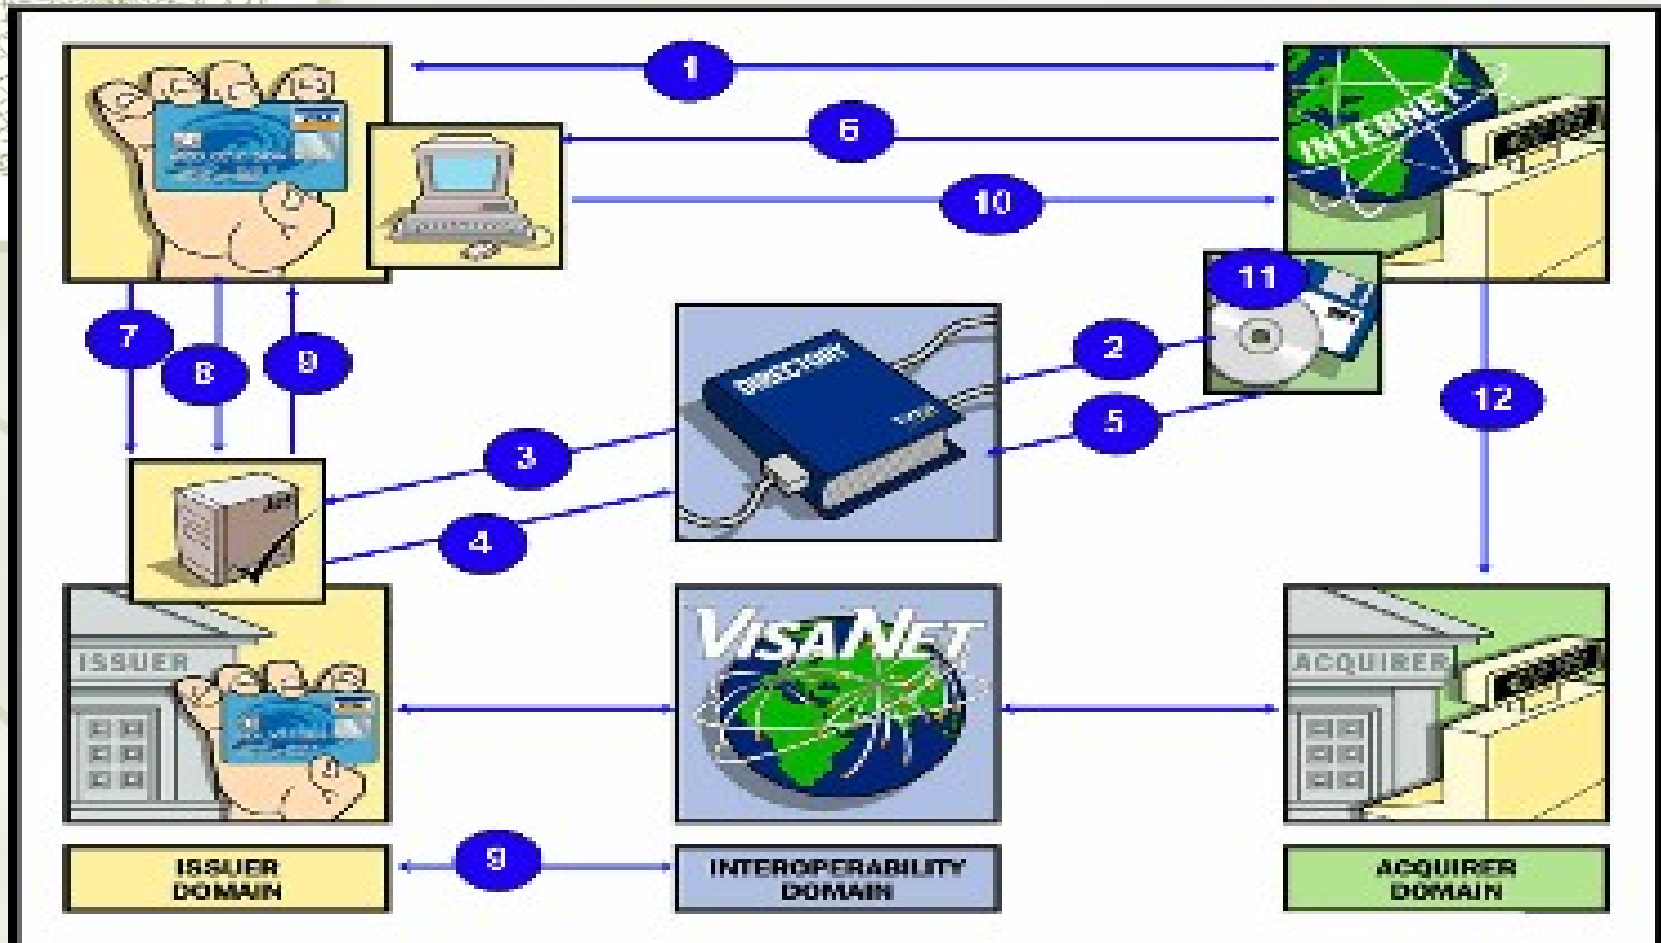 1
6
INTERNET
10
11
7
8
9
2
DIRECTORY
12
5
3
4
VISANET
ISSUER
ACQUIRER
9
ISSUER
DOMAIN
INTEROPERABILITY
DOMAIN
ACQUIRER
DOMAIN